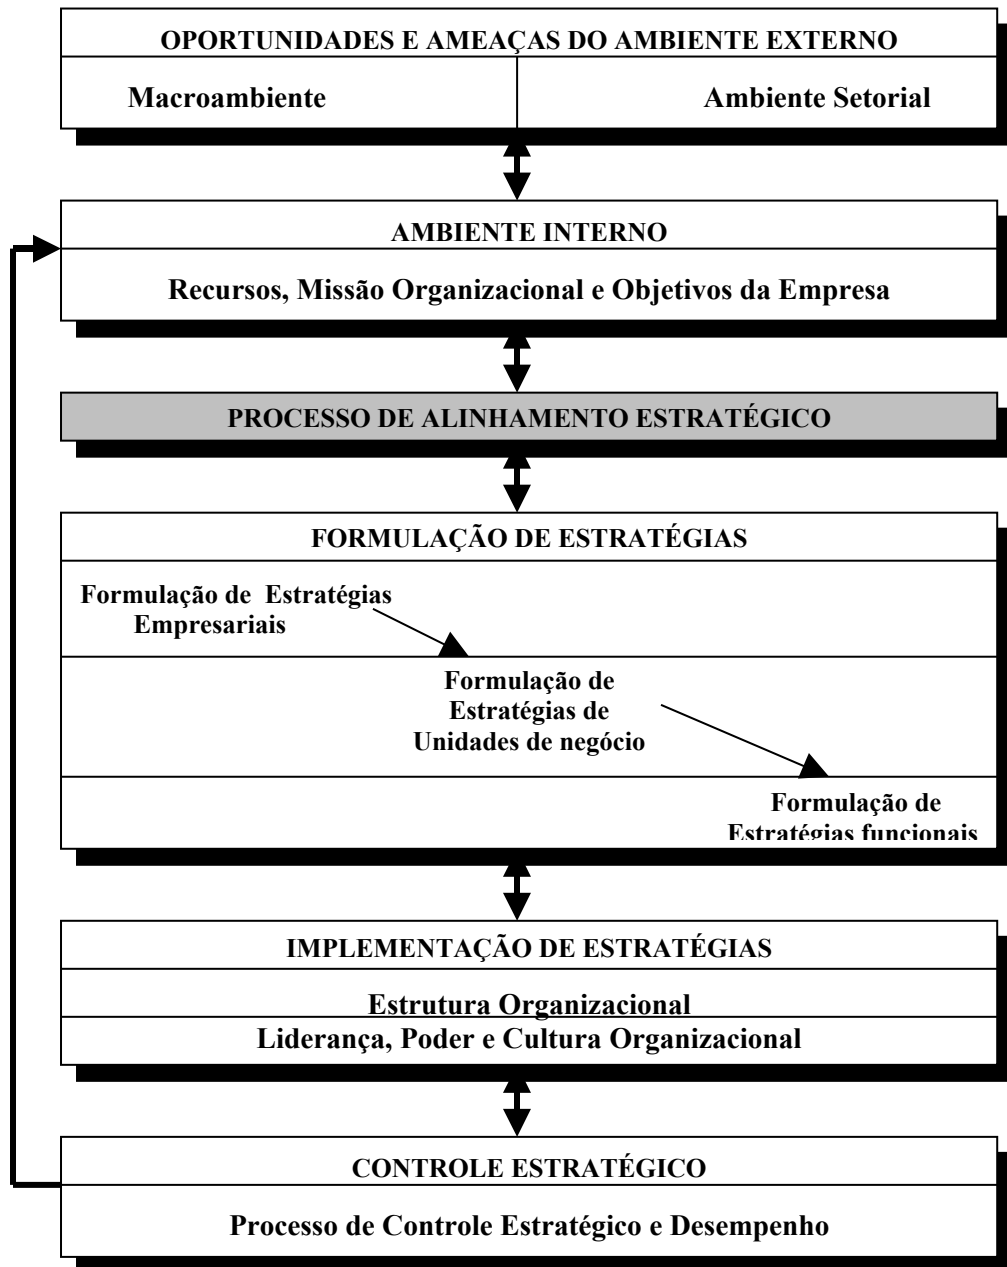 OPORTUNIDADES E AMEAÇAS DO AMBIENTE EXTERNO
Macroambiente
Ambiente Setorial
AMBIENTE INTERNO
Recursos, Missão Organizacional e Objetivos da Empresa
PROCESSO DE ALINHAMENTO ESTRATÉGICO
FORMULAÇÃO DE ESTRATÉGIAS
Formulação de Estratégias
Empresariais
Formulação de
Estratégias de
Unidades de negócio
Formulação de
Estratégias funcionais
IMPLEMENTAÇÃO DE ESTRATÉGIAS
Estrutura Organizacional
Liderança, Poder e Cultura Organizacional
CONTROLE ESTRATÉGICO
Processo de Controle Estratégico e Desempenho